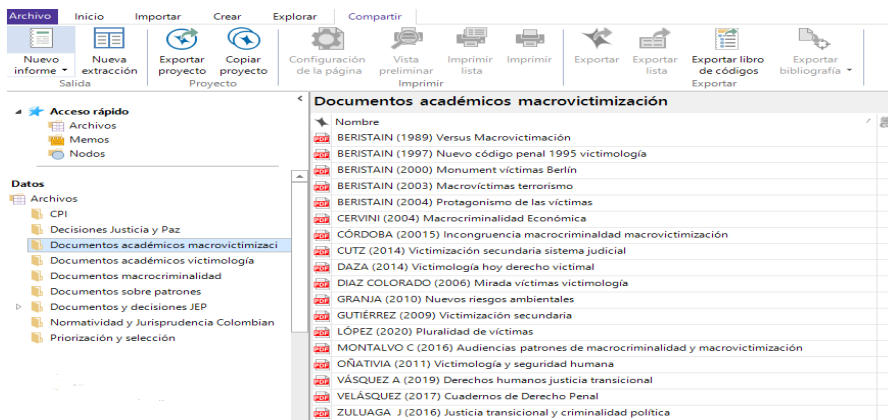 Archivo Inicio Importar Crear Explorar Compartir
Nuevo informe Nueva extracción Exportar proyecto Copiar proyecto Configuración de la página Vista preliminar Imprimir lista Imprimir Exportar Exportar lista Exportar libro de códigos Exportar bibliografía
Salida Proyecto Imprimir Exportar
Acceso rápido
Archivos
Memos
Nodos
Datos
Archivos
CPI
Decisiones Justicia y Paz
Documentos académicos macrovictimizaci
Documentos académicos victimología
Documentos macrocriminalidad
Documentos sobre patrones
Documentos y decisiones JEP
Normatividad y Jurisprudencia Colombian
Priorización y selección
Documentos académicos macrovictimización
Nombre
BERISTAIN (1989) Versus Macrovictimación
BERISTAIN (1997) Nuevo código penal 1995 victimología
BERISTAIN (2000) Monument víctimas Berlín
BERISTAIN (2003) Macrovíctimas terrorismo
BERISTAIN (2004) Protagonismo de las víctimas
CERVINI (2004) Macrocriminalidad Económica
CÓRDOBA (20015) Incongruencia macrocriminaldad macrovictimización
CUTZ (2014) Victimización secundaria sistema judicial
DAZA (2014) Victimología hoy derecho victimal
DIAZ COLORADO (2006) Mirada víctimas victimología
GRANJA (2010) Nuevos riesgos ambientales
GUTIÉRREZ (2009) Victimización secundaria
LÓPEZ (2020) Pluralidad de víctimas
MONTALVO C (2016) Audiencias patrones de macrocriminalidad y macrovictimización
OÑATIVIA (2011) Victimología y seguridad humana
VÁSQUEZ A (2019) Derechos humanos justicia transicional
VELÁSQUEZ (2017) Cuadernos de Derecho Penal
ZULUAGA J (2016) Justicia transicional y criminalidad política